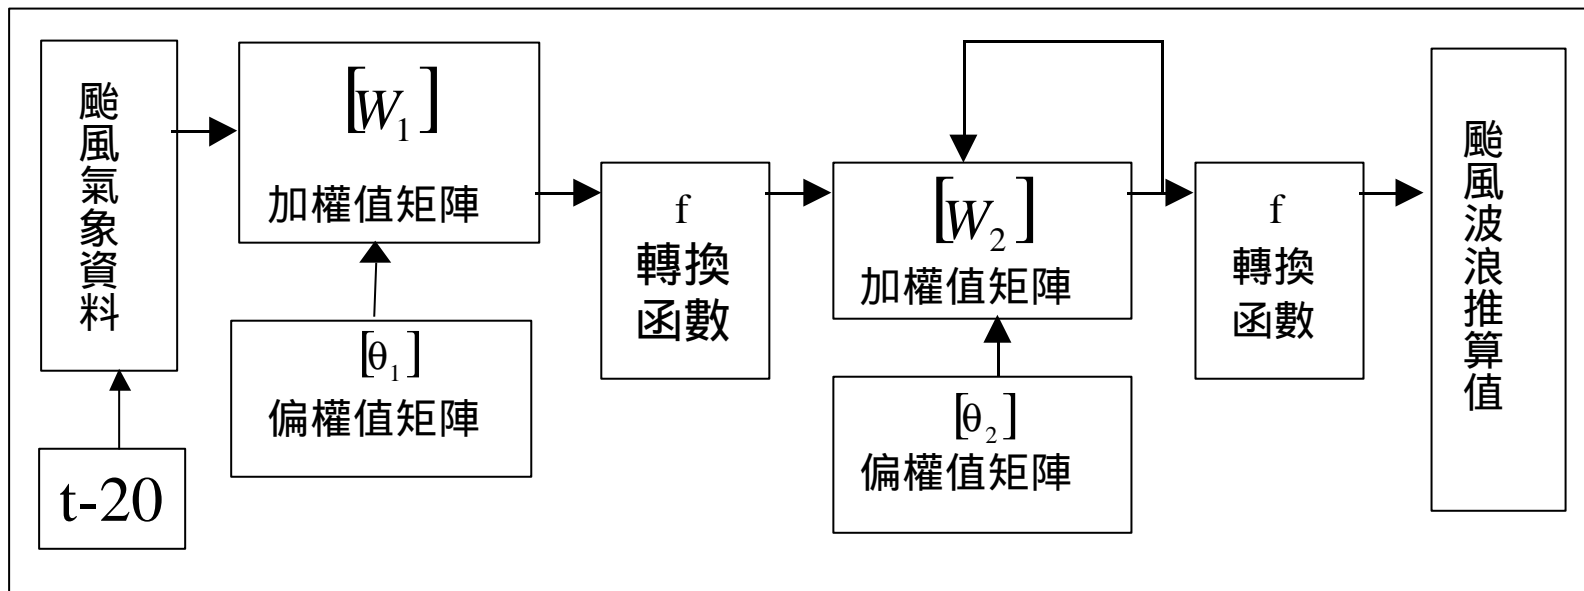 颱風氣象資料
t-20
[W₁]
加權值矩陣
[θ₁]
偏權值矩陣
f
轉換
函數
[W₂]
加權值矩陣
[θ₂]
偏權值矩陣
f
轉換
函數
颱風波浪推算值